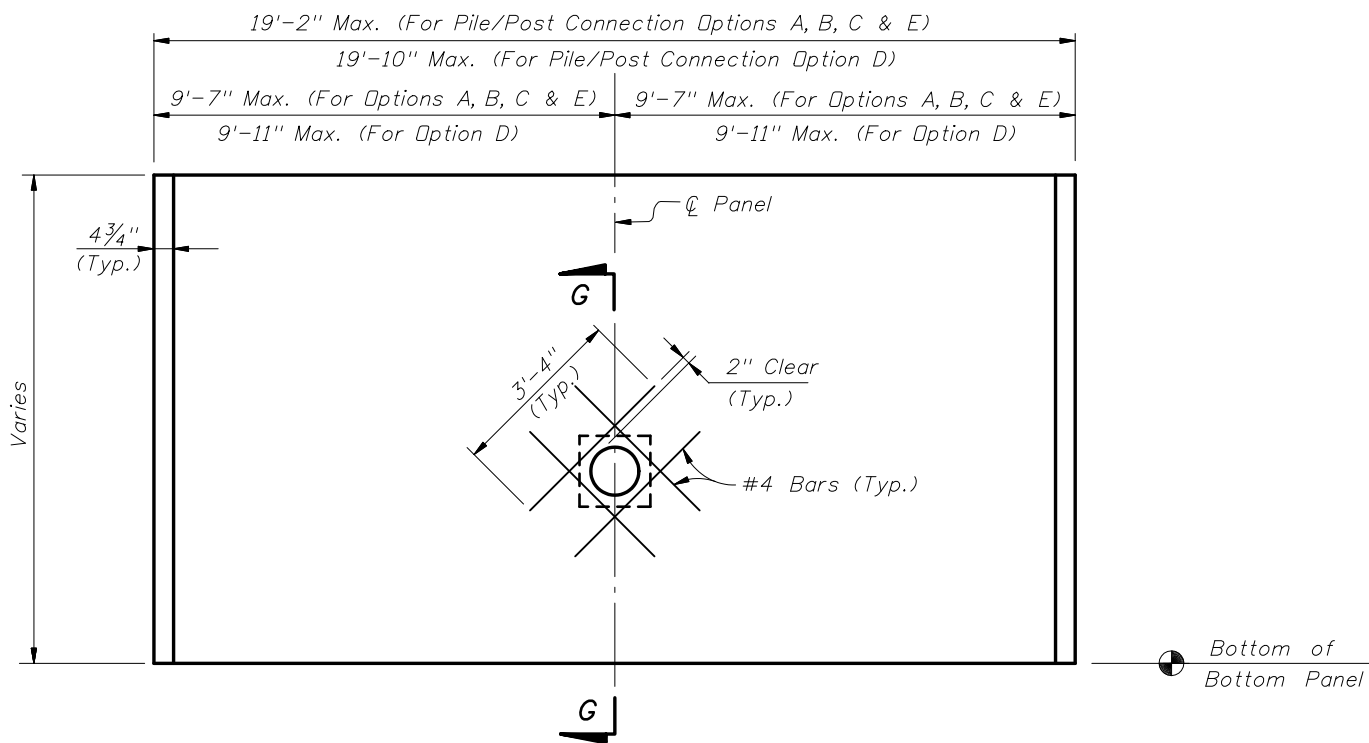 19'-2" Max. (For Pile/Post Connection Options A, B, C & E)
19'-10" Max. (For Pile/Post Connection Option D)
9'-7" Max. (For Options A, B, C & E)
9'-11" Max. (For Option D)
9'-7" Max. (For Options A, B, C & E)
9'-11" Max. (For Option D)
℄ Panel
4¾"
(Typ.)
G
3'-4"
(Typ.)
2" Clear
(Typ.)
Varies
#4 Bars (Typ.)
Bottom of
Bottom Panel
G